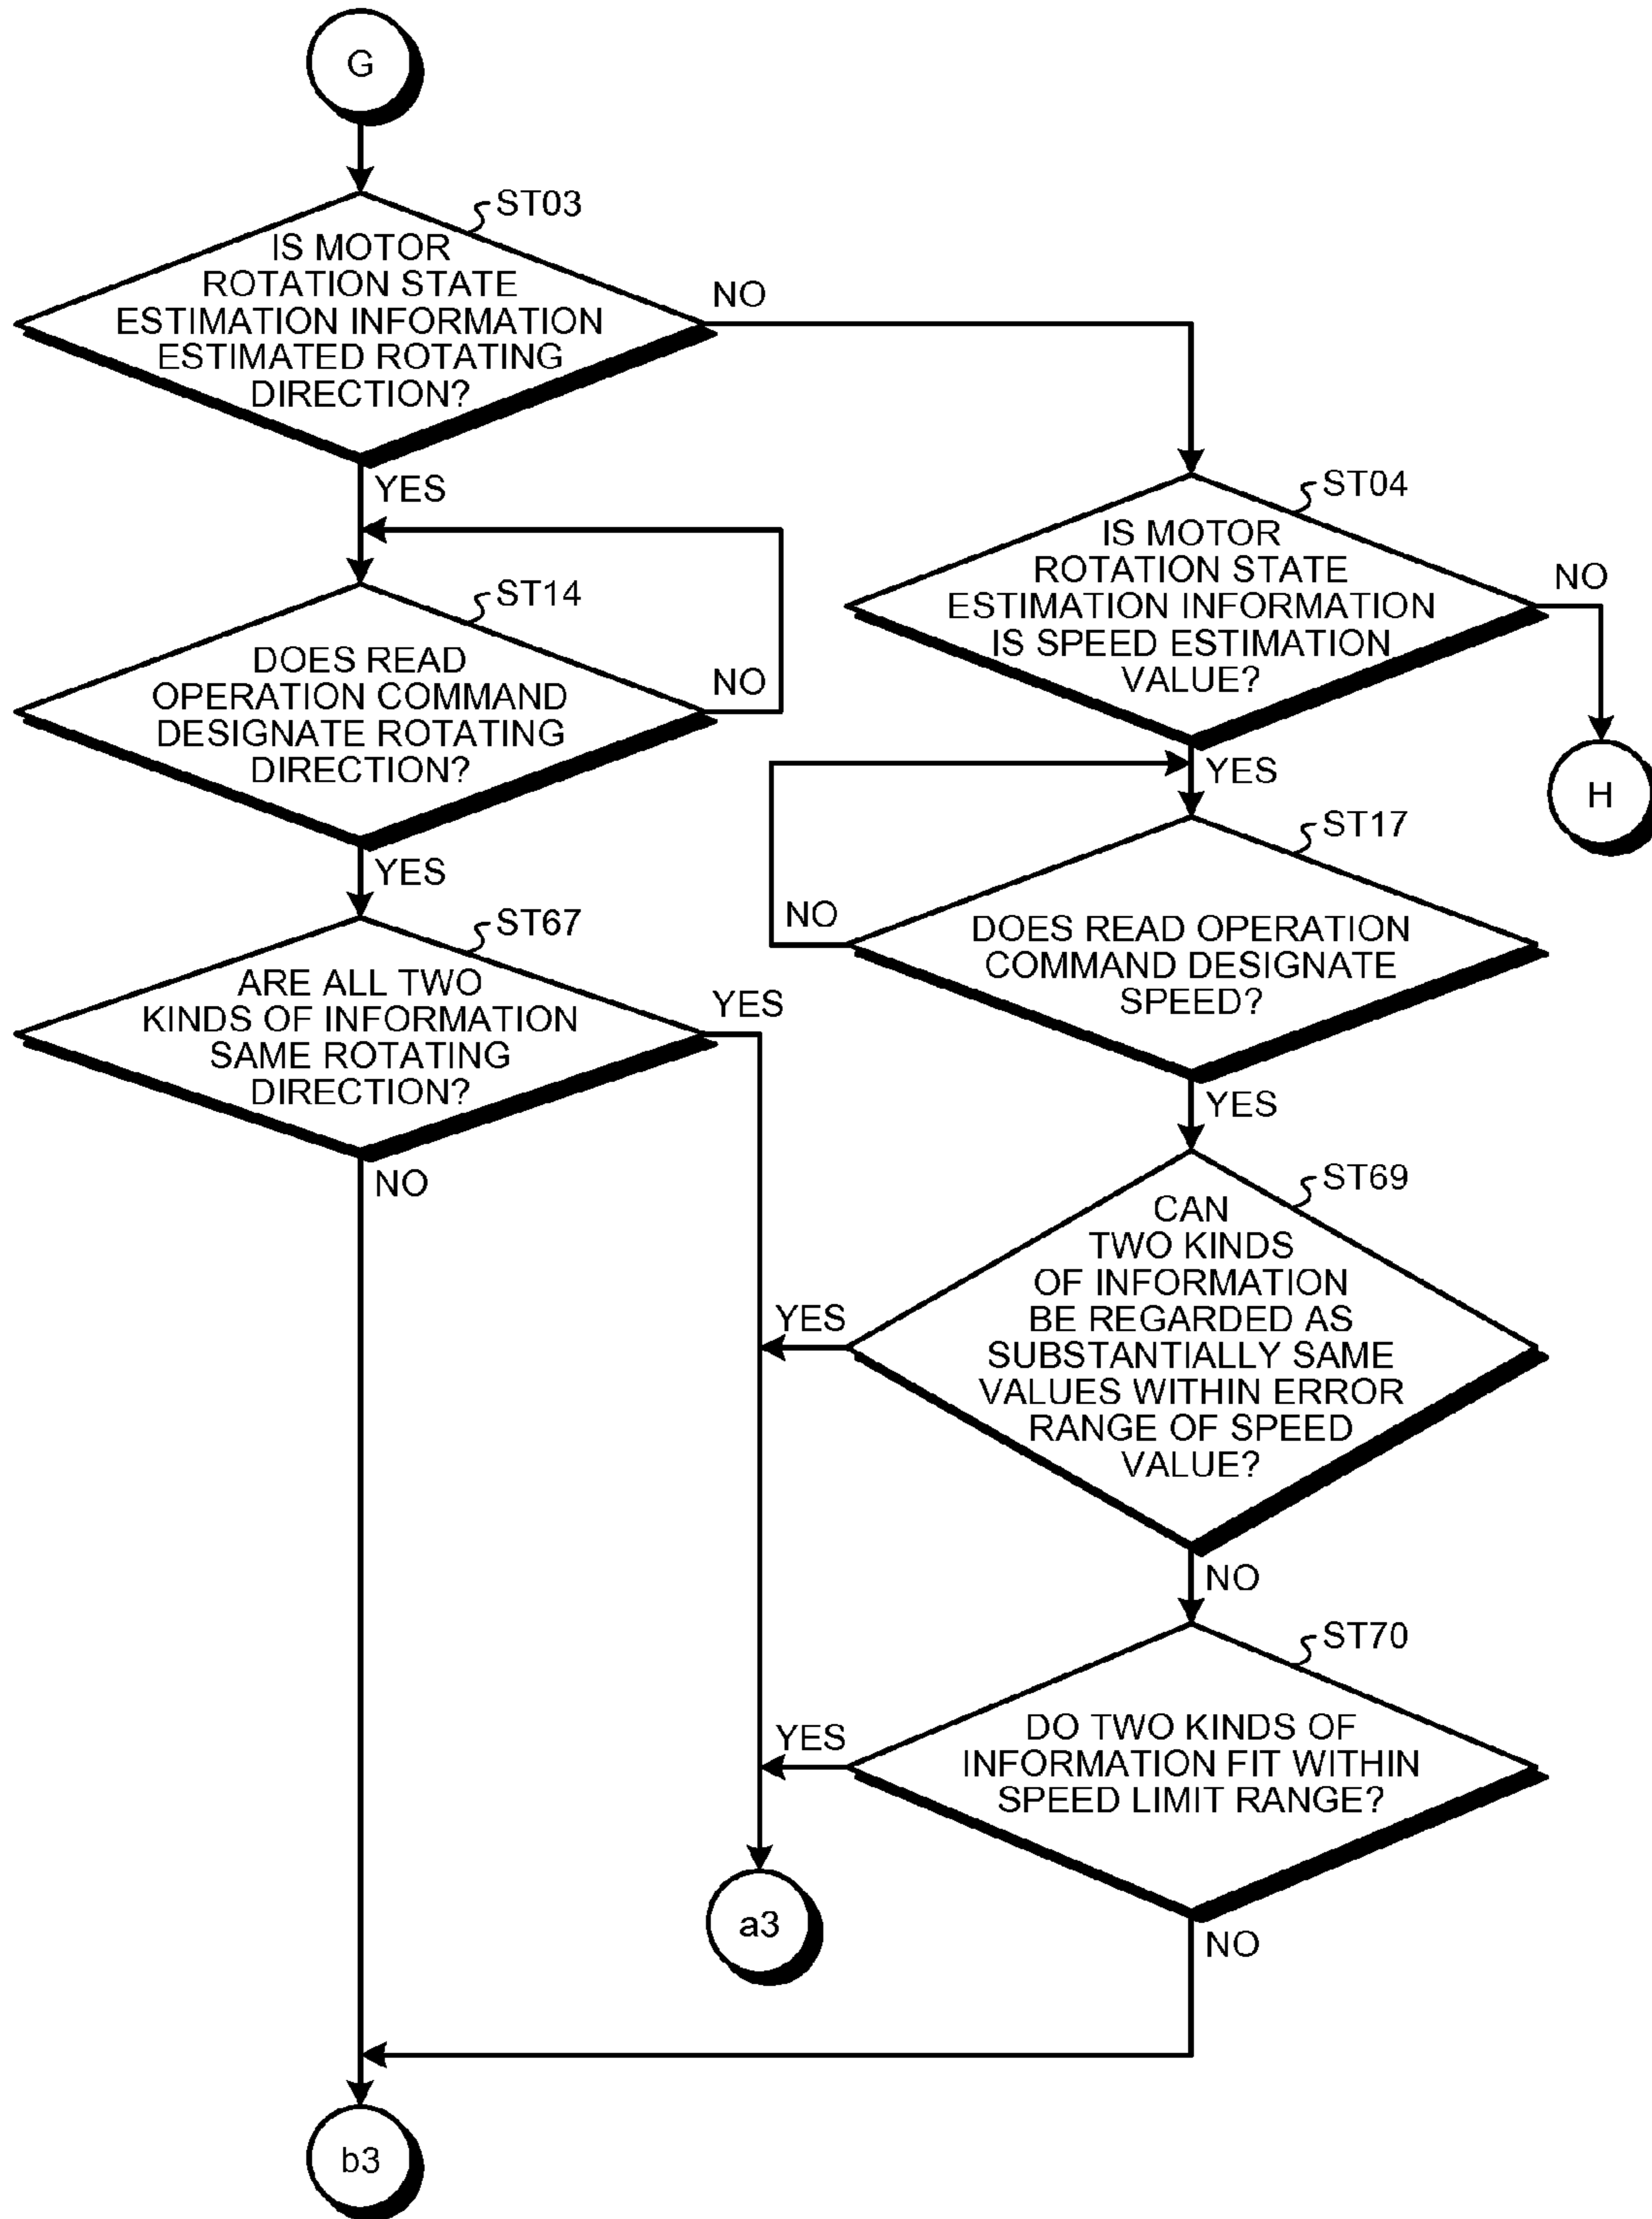 G
ST03
IS MOTOR
ROTATION STATE
ESTIMATION INFORMATION
ESTIMATED ROTATING
DIRECTION?
NO
YES
ST14
DOES READ
OPERATION COMMAND
DESIGNATE ROTATING
DIRECTION?
NO
YES
ST67
ARE ALL TWO
KINDS OF INFORMATION
SAME ROTATING
DIRECTION?
YES
NO
ST04
IS MOTOR
ROTATION STATE
ESTIMATION INFORMATION
IS SPEED ESTIMATION
VALUE?
NO
H
YES
ST17
NO
DOES READ OPERATION
COMMAND DESIGNATE
SPEED?
YES
ST69
CAN
TWO KINDS
OF INFORMATION
BE REGARDED AS
SUBSTANTIALLY SAME
VALUES WITHIN ERROR
RANGE OF SPEED
VALUE?
YES
NO
ST70
DO TWO KINDS OF
INFORMATION FIT WITHIN
SPEED LIMIT RANGE?
YES
NO
a3
b3